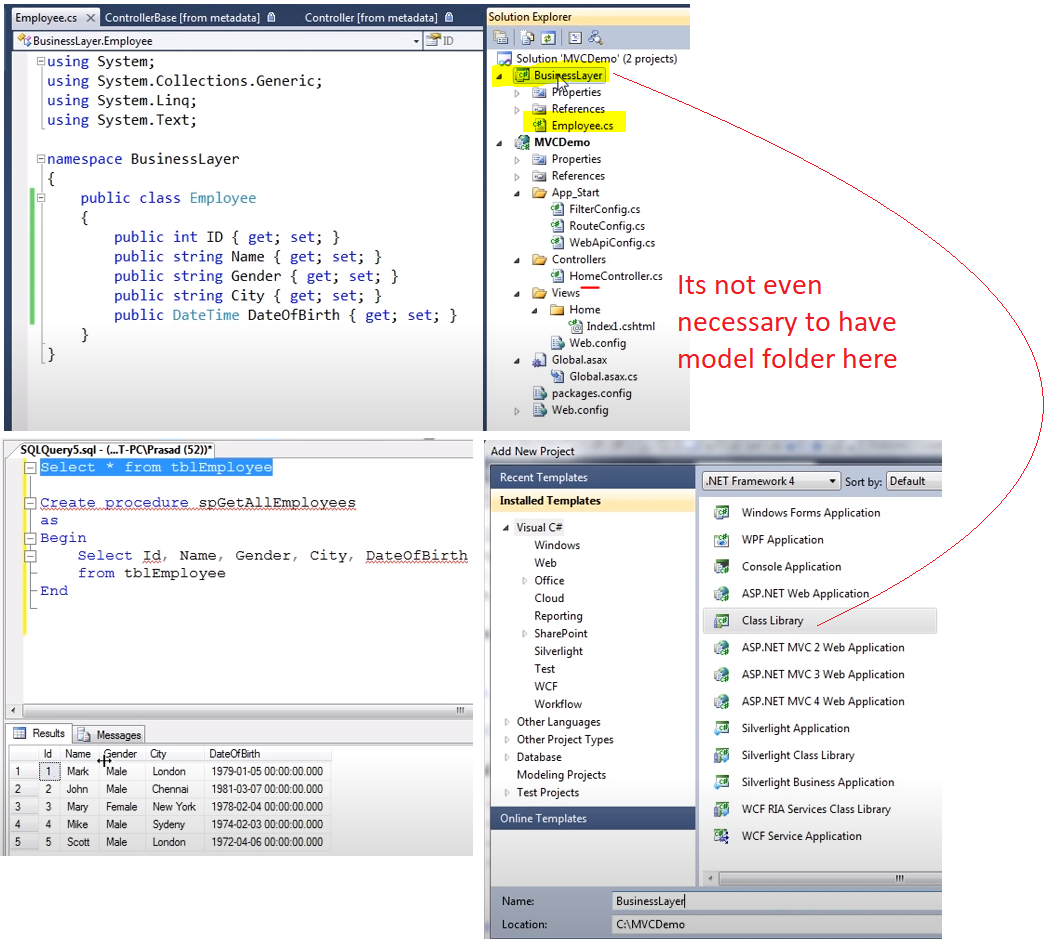 Employee.cs
ControllerBase [from metadata]
Controller [from metadata]
BusinessLayer.Employee
ID
using System;
using System.Collections.Generic;
using System.Linq;
using System.Text;
namespace BusinessLayer
{
public class Employee
{
public int ID { get; set; }
public string Name { get; set; }
public string Gender { get; set; }
public string City { get; set; }
public DateTime DateOfBirth { get; set; }
}
}
Solution Explorer
Solution 'MVCDemo' (2 projects)
BusinessLayer
Properties
References
Employee.cs
MVCDemo
Properties
References
App_Start
FilterConfig.cs
RouteConfig.cs
WebApiConfig.cs
Controllers
HomeController.cs
Views
Home
Index1.cshtml
Web.config
Global.asax
Global.asax.cs
packages.config
Web.config
Its not even
necessary to have
model folder here
SQLQuery5.sql - (...T-PC\Prasad (52))*
Select * from tblEmployee
Create procedure spGetAllEmployees
as
Begin
Select Id, Name, Gender, City, DateOfBirth
from tblEmployee
End
Results Messages
Id Name Gender City DateOfBirth
1 1 Mark Male London 1979-01-05 00:00:00.000
2 2 John Male Chennai 1981-03-07 00:00:00.000
3 3 Mary Female New York 1978-02-04 00:00:00.000
4 4 Mike Male Sydeny 1974-02-03 00:00:00.000
5 5 Scott Male London 1972-04-06 00:00:00.000
Add New Project
Recent Templates
Installed Templates
Visual C#
Windows
Web
Office
Cloud
Reporting
SharePoint
Silverlight
Test
WCF
Workflow
Other Languages
Other Project Types
Database
Modeling Projects
Test Projects
Online Templates
.NET Framework 4 Sort by: Default
Windows Forms Application
WPF Application
Console Application
ASP.NET Web Application
Class Library
ASP.NET MVC 2 Web Application
ASP.NET MVC 3 Web Application
ASP.NET MVC 4 Web Application
Silverlight Application
Silverlight Class Library
Silverlight Business Application
WCF RIA Services Class Library
WCF Service Application
Name: BusinessLayer
Location: C:\MVCDemo